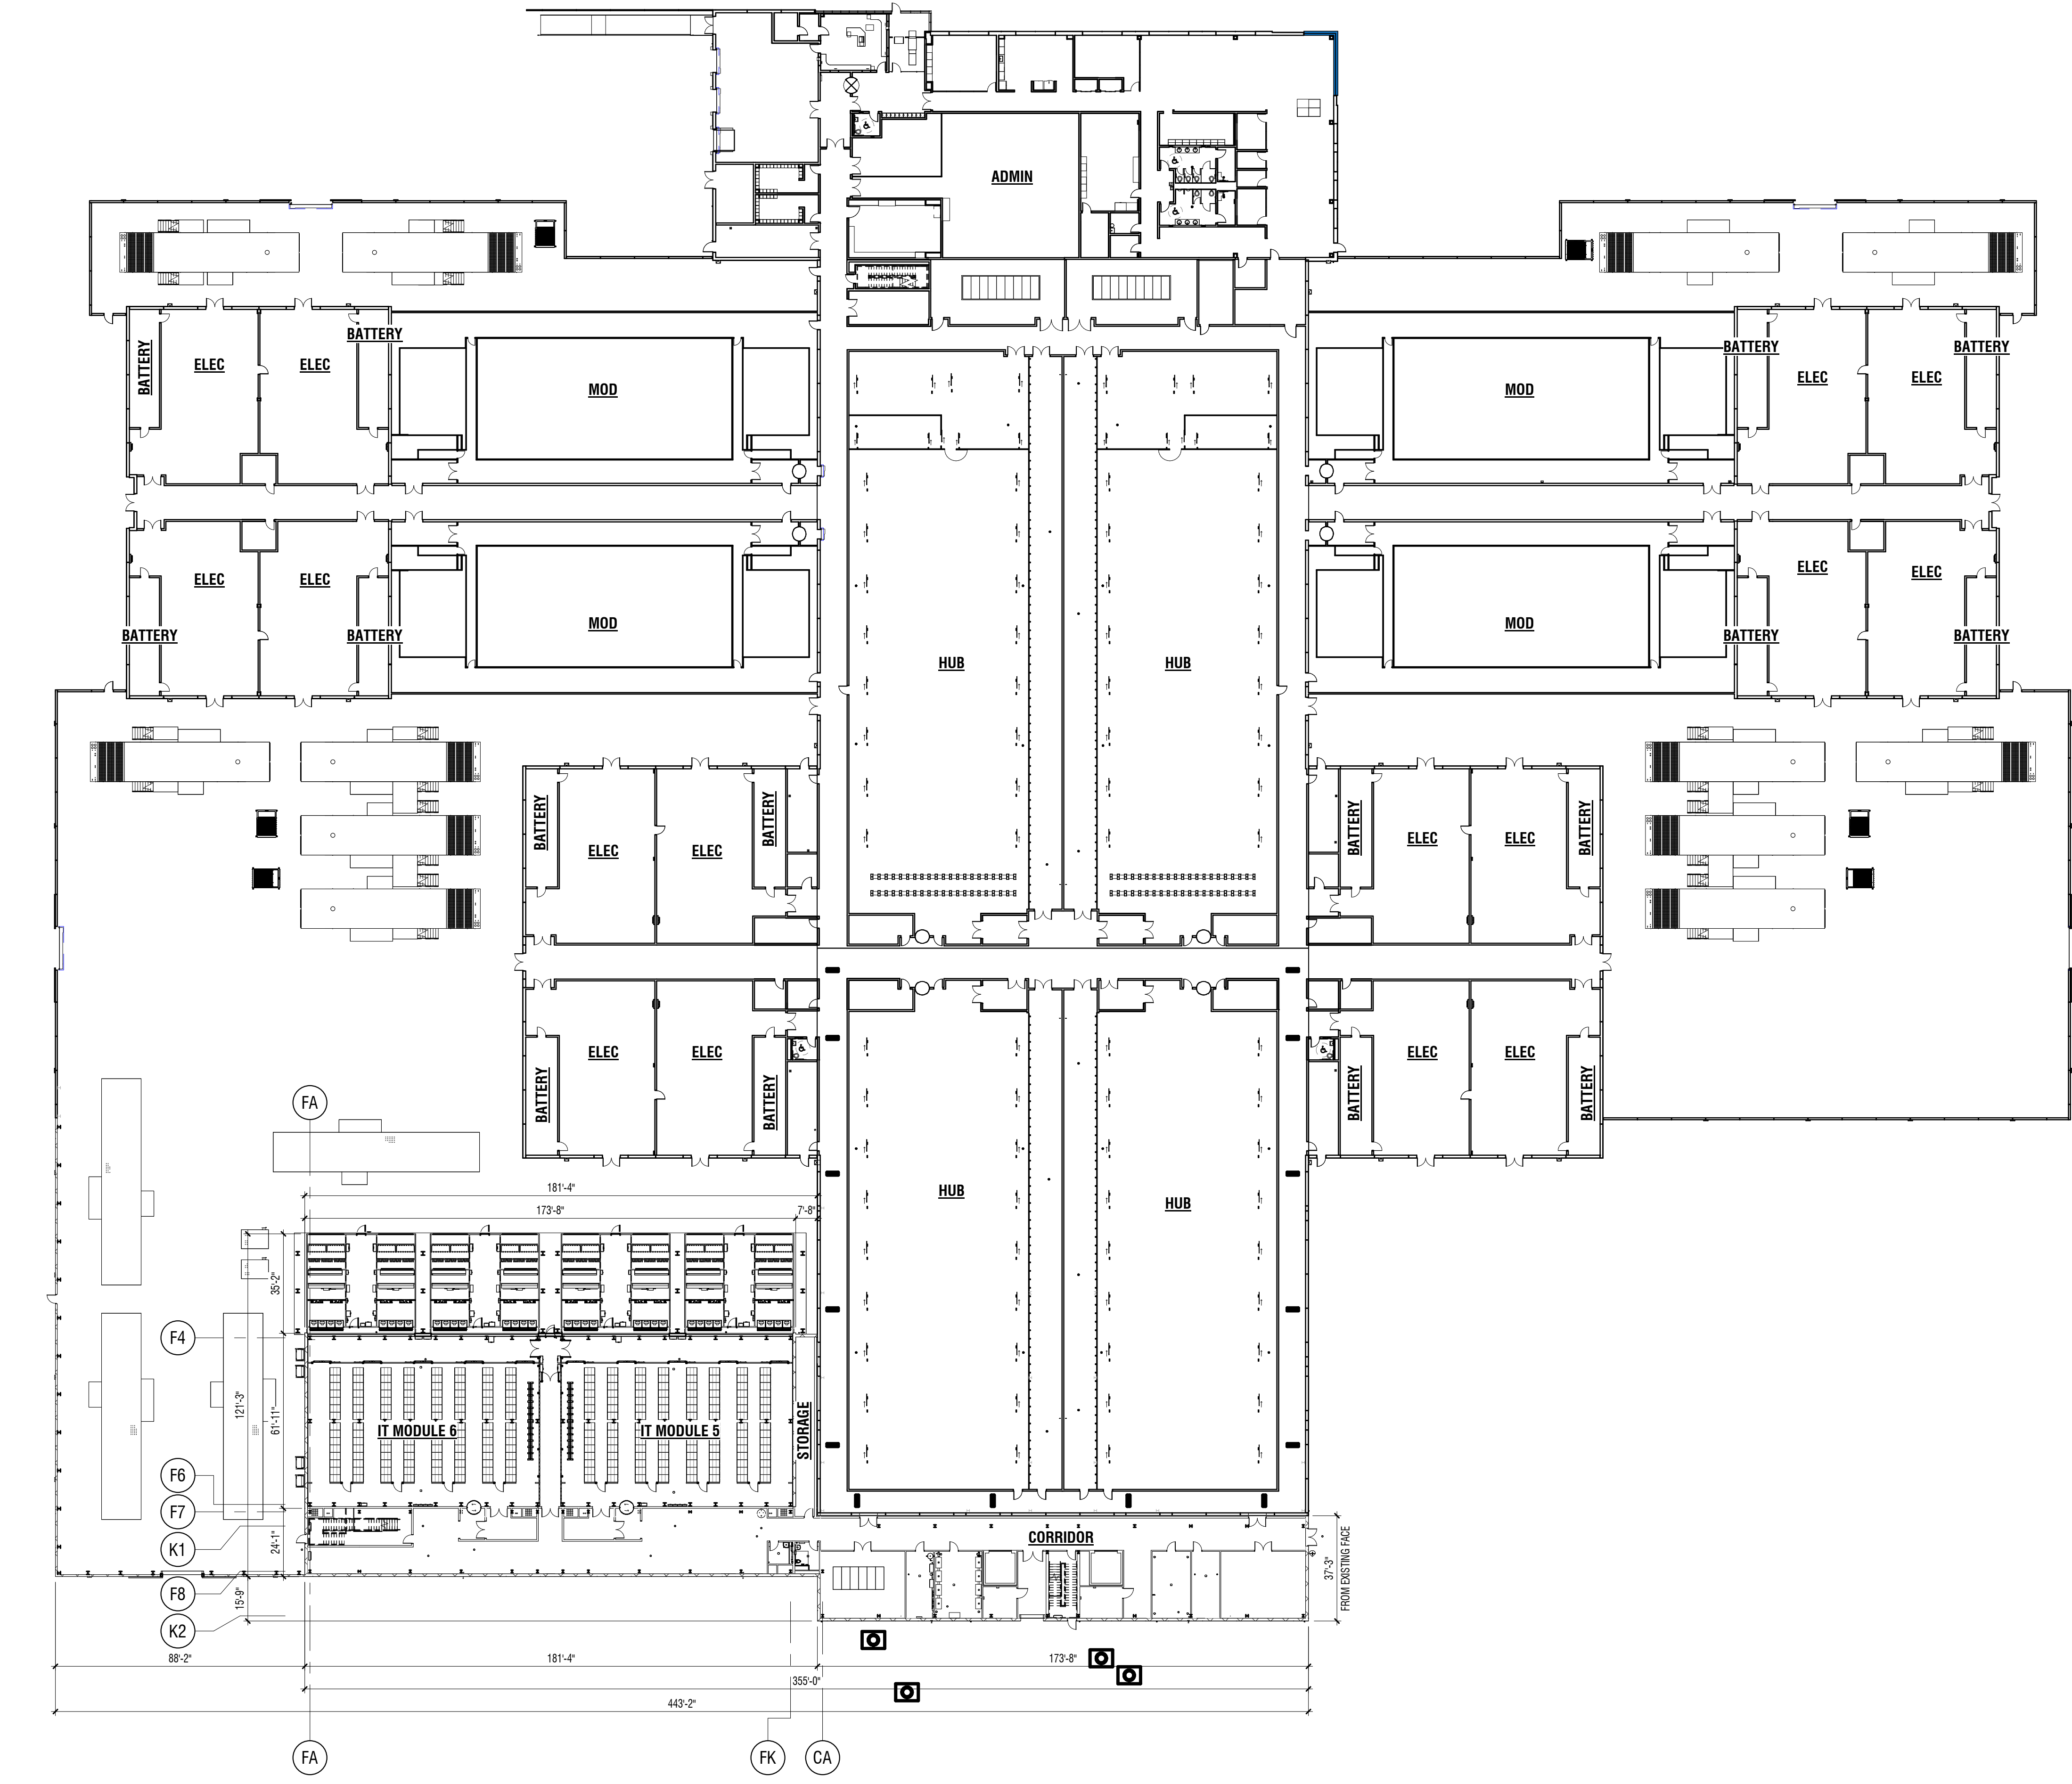 ADMIN
BATTERY
BATTERY
ELEC
ELEC
MOD
MOD
BATTERY
BATTERY
ELEC
ELEC
ELEC
ELEC
BATTERY
BATTERY
MOD
HUB
HUB
MOD
ELEC
ELEC
BATTERY
BATTERY
BATTERY
BATTERY
ELEC
ELEC
BATTERY
ELEC
ELEC
BATTERY
ELEC
ELEC
BATTERY
BATTERY
ELEC
ELEC
BATTERY
FA
181'-4"
173'-8"
7'-8"
HUB
HUB
35'-2"
F4
121'-3"
61'-11"
IT MODULE 6
IT MODULE 5
STORAGE
F6
F7
K1
24'-1"
CORRIDOR
37'-3"
FROM EXISTING FACE
F8
15'-9"
K2
88'-2"
181'-4"
173'-8"
355'-0"
443'-2"
FA
FK
CA